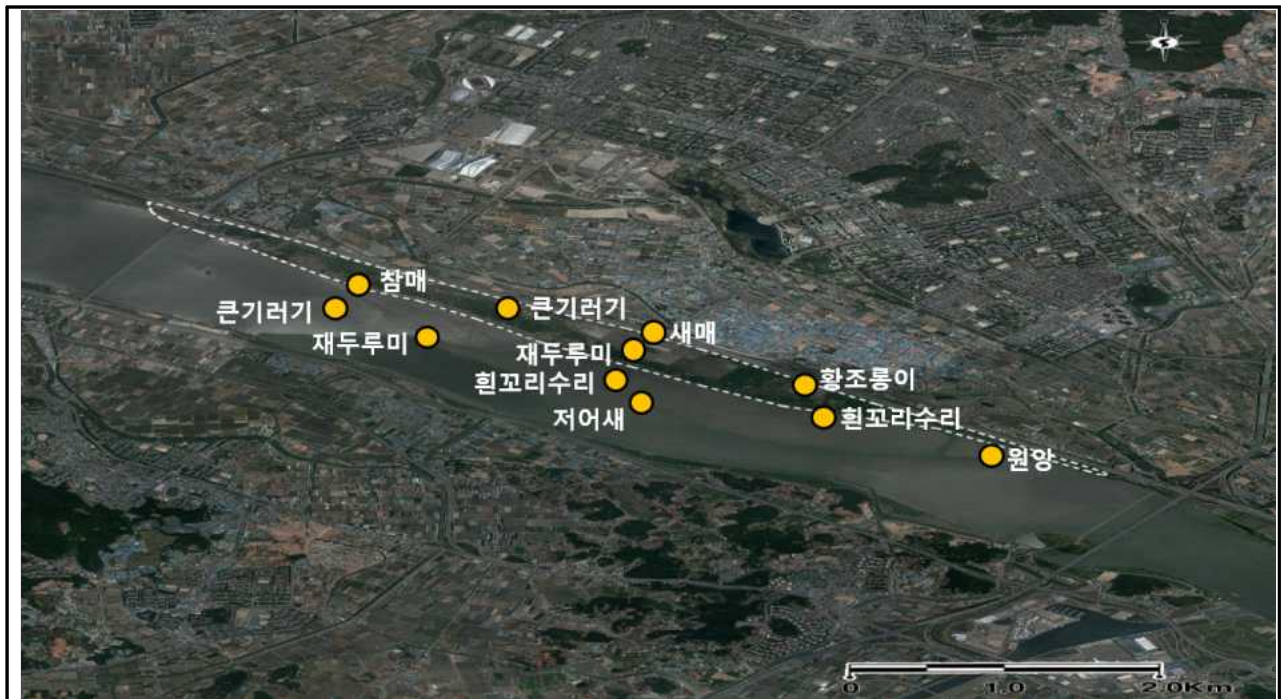 참매
큰기러기
큰기러기
재두루미
새매
재두루미
흰꼬리수리
황조롱이
저어새
흰꼬리수리
원앙
0 1.0 2.0Km